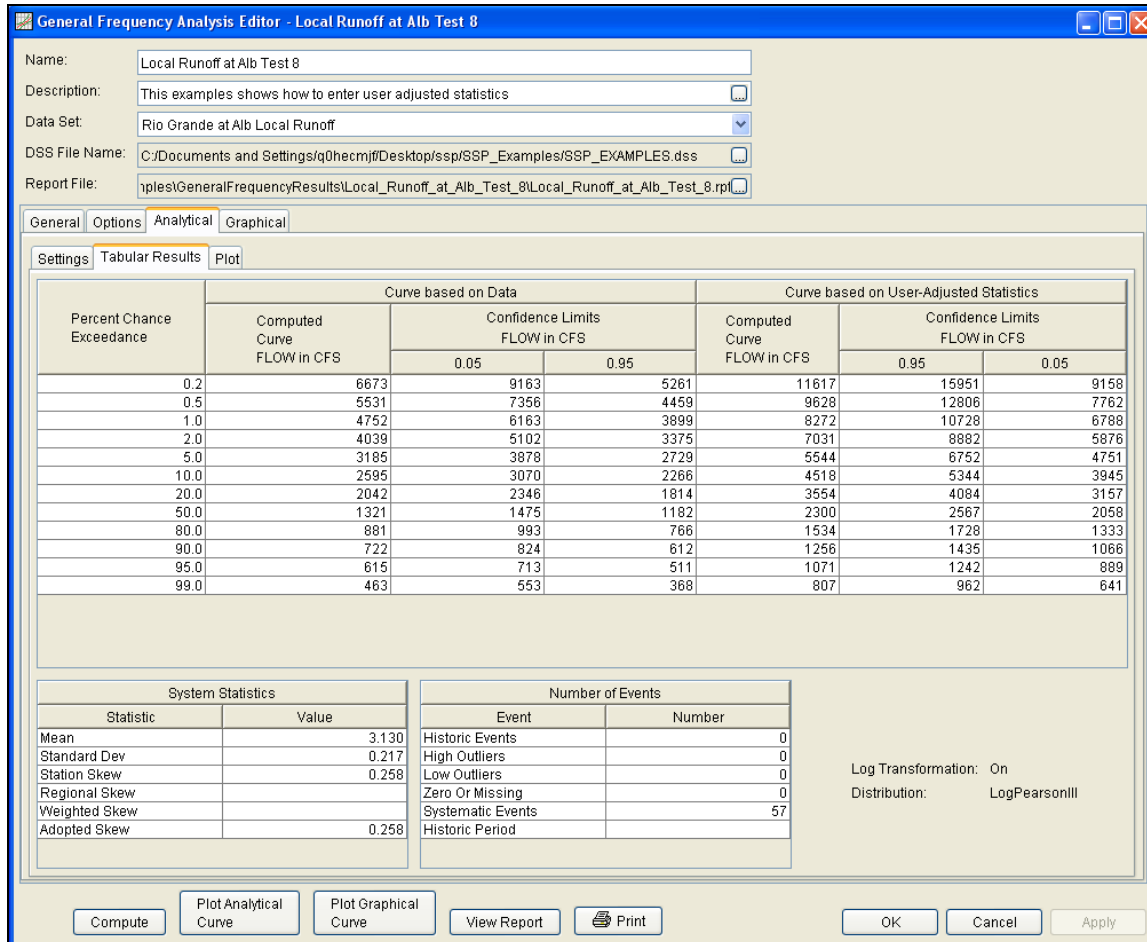 General Frequency Analysis Editor - Local Runoff at Alb Test 8
Name: Local Runoff at Alb Test 8
Description: This examples shows how to enter user adjusted statistics ...
Data Set: Rio Grande at Alb Local Runoff
DSS File Name: C:/Documents and Settings/q0hecmjf/Desktop/ssp/SSP_Examples/SSP_EXAMPLES.dss ...
Report File: nples\GeneralFrequencyResults\Local_Runoff_at_Alb_Test_8\Local_Runoff_at_Alb_Test_8.rpt ...
General Options Analytical Graphical
Settings Tabular Results Plot
Curve based on Data Curve based on User-Adjusted Statistics
Percent Chance Exceedance Computed Curve FLOW in CFS Confidence Limits FLOW in CFS Computed Curve FLOW in CFS Confidence Limits FLOW in CFS
0.05 0.95 0.95 0.05
0.2 6673 9163 5261 11617 15951 9158
0.5 5531 7356 4459 9628 12806 7762
1.0 4752 6163 3899 8272 10728 6788
2.0 4039 5102 3375 7031 8882 5876
5.0 3185 3878 2729 5544 6752 4751
10.0 2595 3070 2266 4518 5344 3945
20.0 2042 2346 1814 3554 4084 3157
50.0 1321 1475 1182 2300 2567 2058
80.0 881 993 766 1534 1728 1333
90.0 722 824 612 1256 1435 1066
95.0 615 713 511 1071 1242 889
99.0 463 553 368 807 962 641
System Statistics
Statistic Value
Mean 3.130
Standard Dev 0.217
Station Skew 0.258
Regional Skew
Weighted Skew
Adopted Skew 0.258
Number of Events
Event Number
Historic Events 0
High Outliers 0
Low Outliers 0
Zero Or Missing 0
Systematic Events 57
Historic Period
Log Transformation: On
Distribution: LogPearsonIII
Compute Plot Analytical Curve Plot Graphical Curve View Report Print OK Cancel Apply